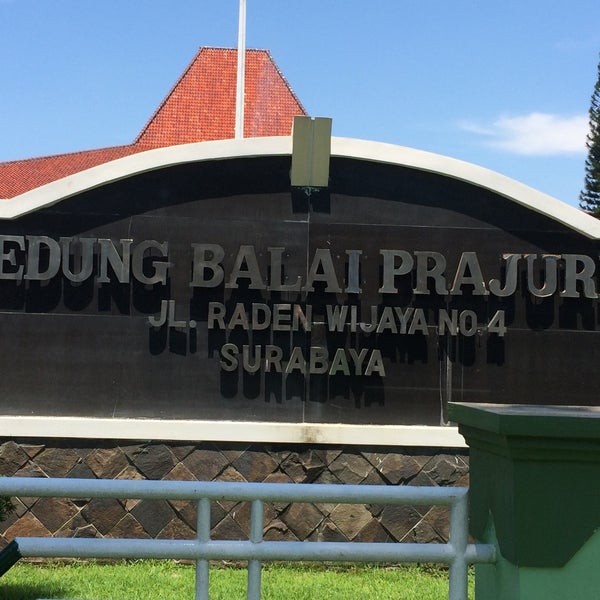 EDUNG BALAI PRAJUR
JL. RADEN WIJAYA NO. 4
SURABAYA